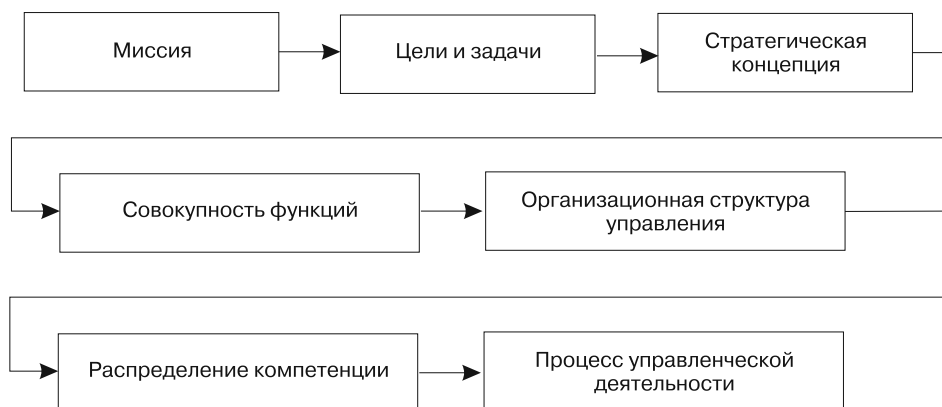 Миссия
Цели и задачи
Стратегическая
концепция
Совокупность функций
Организационная структура
управления
Распределение компетенции
Процесс управленческой
деятельности